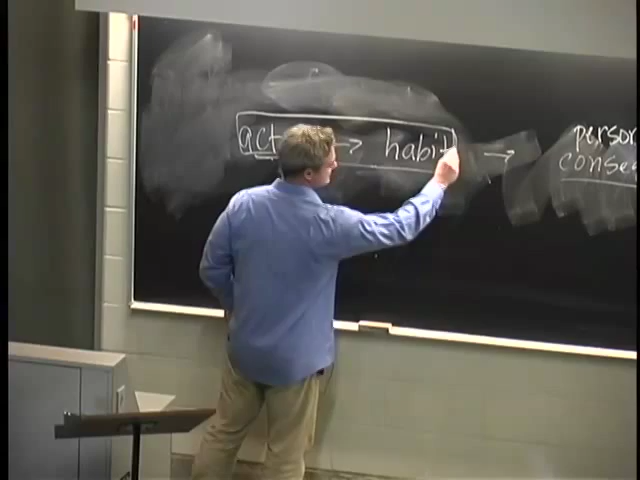 act → habit → person
conse